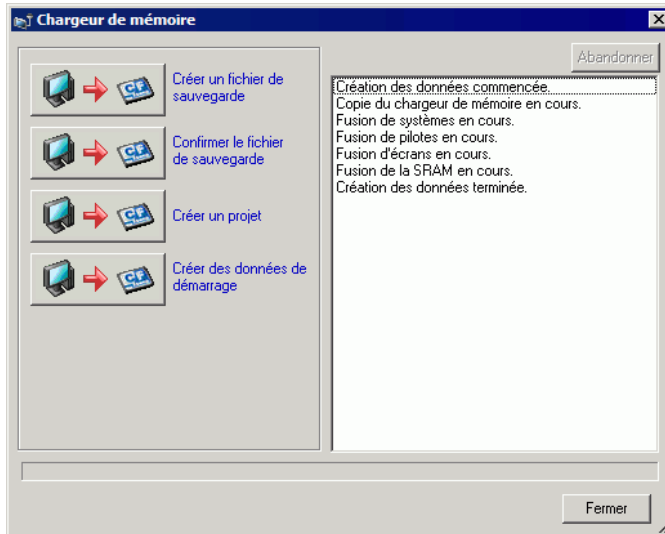 Chargeur de mémoire
Abandonner
Créer un fichier de
sauvegarde
Confirmer le fichier
de sauvegarde
Créer un projet
Créer des données de
démarrage
Création des données commencée.
Copie du chargeur de mémoire en cours.
Fusion de systèmes en cours.
Fusion de pilotes en cours.
Fusion d'écrans en cours.
Fusion de la SRAM en cours.
Création des données terminée.
Fermer